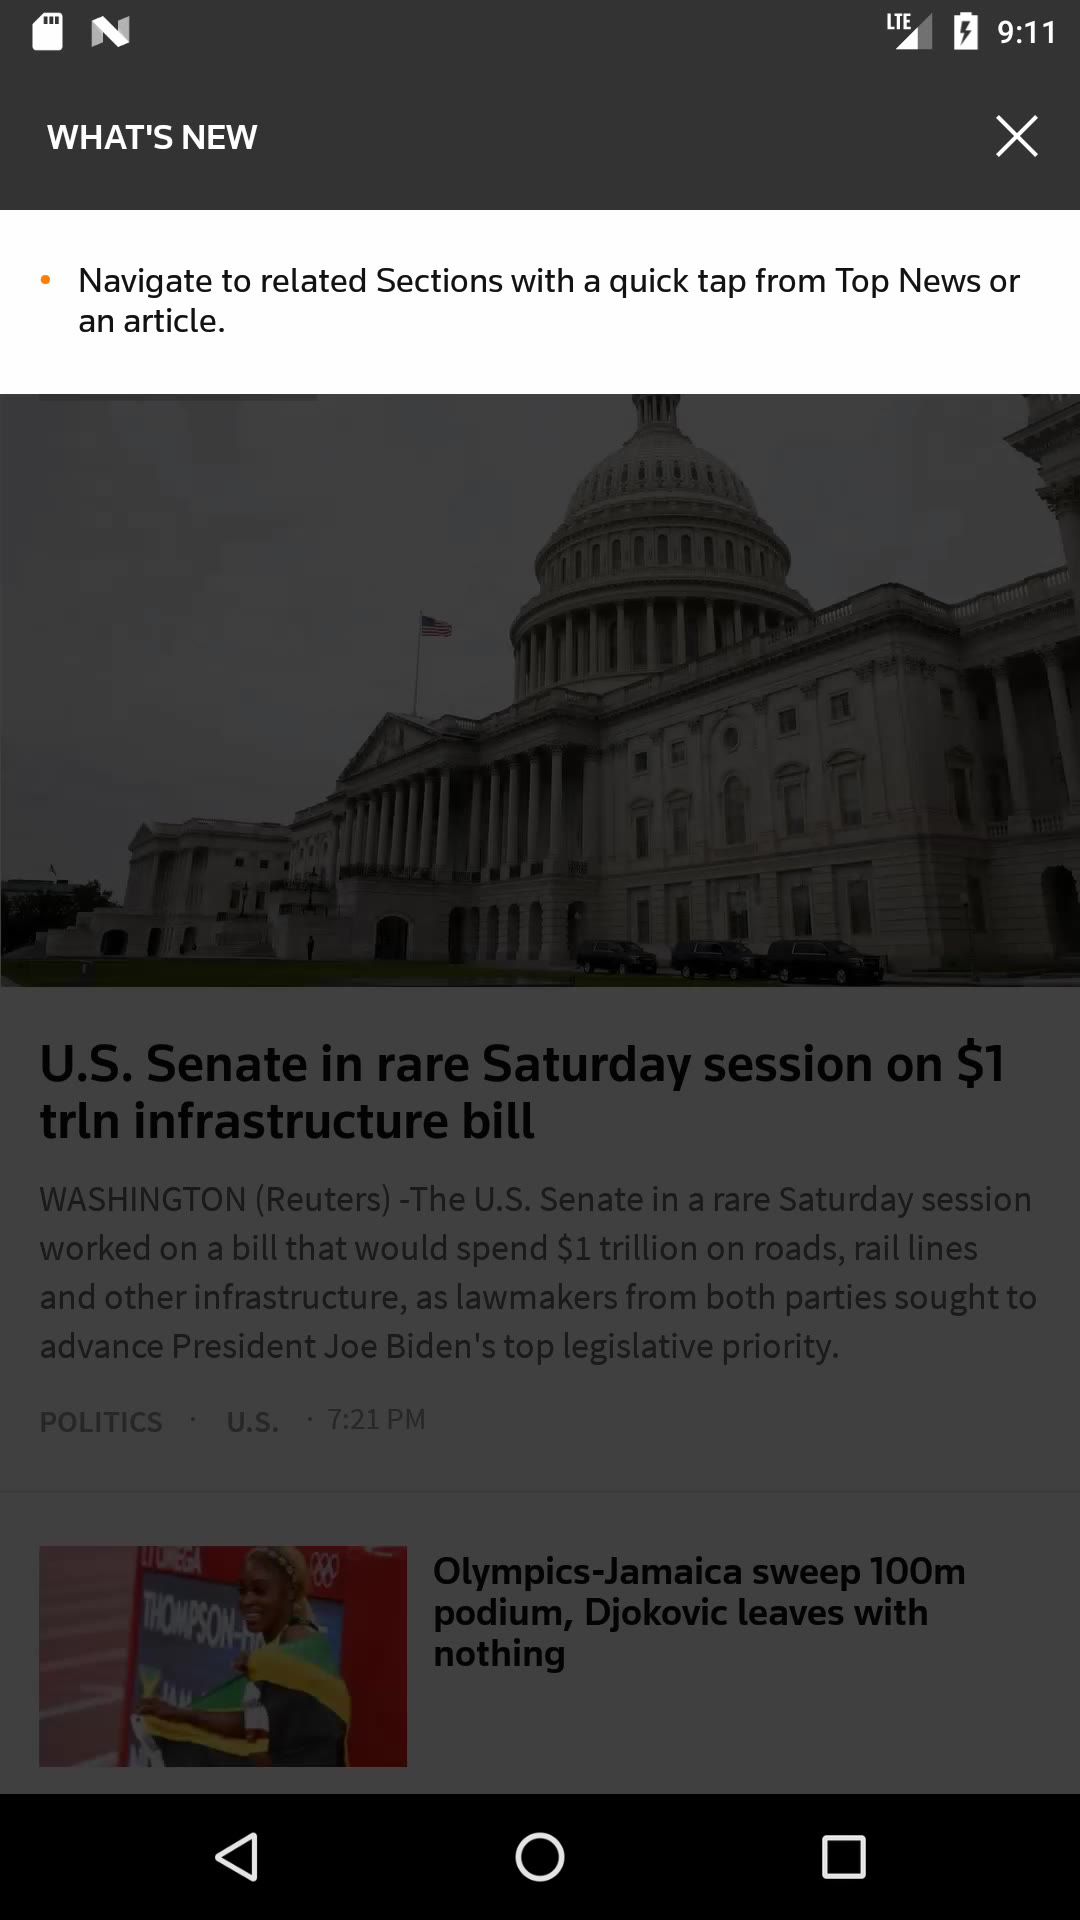 LTE 9:11
WHAT'S NEW
• Navigate to related Sections with a quick tap from Top News or
an article.
U.S. Senate in rare Saturday session on $1
trln infrastructure bill
WASHINGTON (Reuters) -The U.S. Senate in a rare Saturday session
worked on a bill that would spend $1 trillion on roads, rail lines
and other infrastructure, as lawmakers from both parties sought to
advance President Joe Biden's top legislative priority.
POLITICS · U.S. · 7:21 PM
OMEGA
THOMPSON-
JAM
Olympics-Jamaica sweep 100m
podium, Djokovic leaves with
nothing